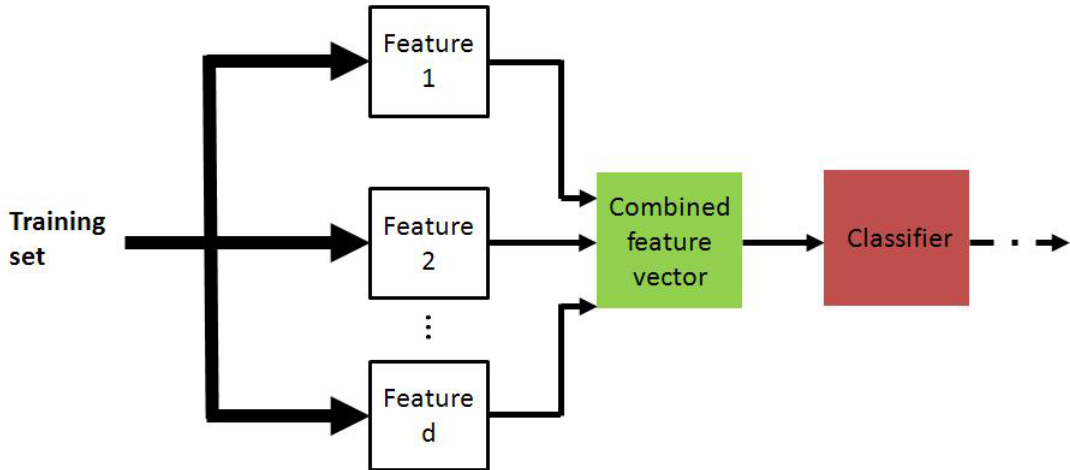 Training
set
Feature
1
Feature
2
...
Feature
d
Combined
feature
vector
Classifier